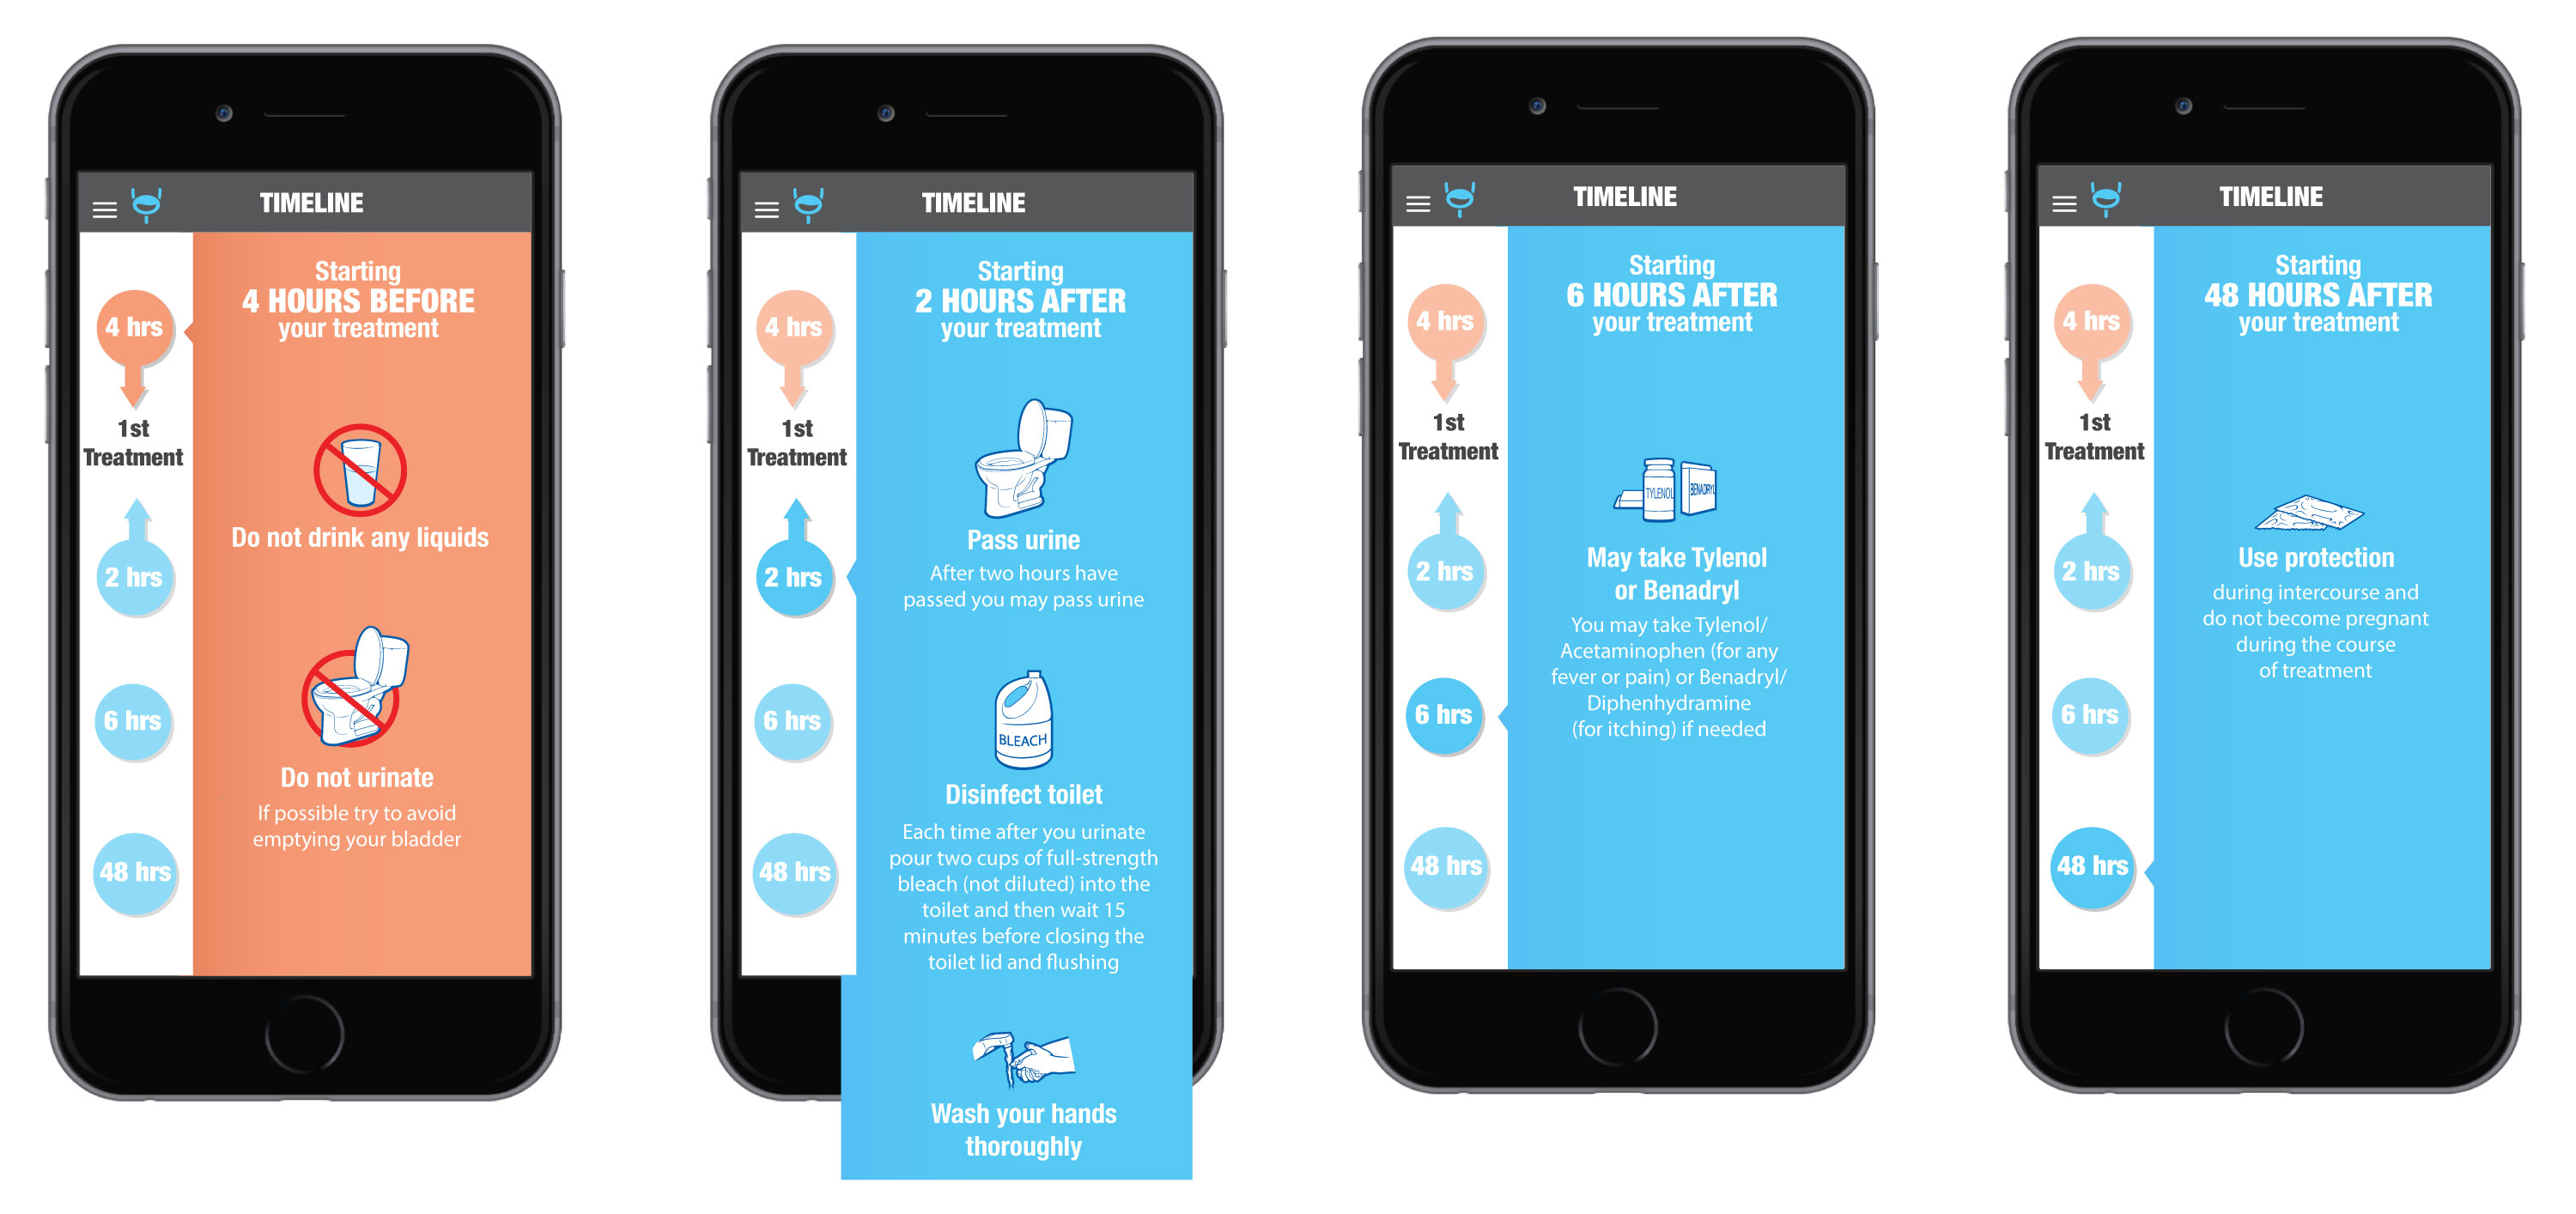 TIMELINE
4 hrs
1st
Treatment
2 hrs
6 hrs
48 hrs
Starting
4 HOURS BEFORE
your treatment
Do not drink any liquids
Do not urinate
If possible try to avoid
emptying your bladder
TIMELINE
4 hrs
1st
Treatment
2 hrs
6 hrs
48 hrs
Starting
2 HOURS AFTER
your treatment
Pass urine
After two hours have
passed you may pass urine
BLEACH
Disinfect toilet
Each time after you urinate
pour two cups of full-strength
bleach (not diluted) into the
toilet and then wait 15
minutes before closing the
toilet lid and flushing
Wash your hands
thoroughly
TIMELINE
4 hrs
1st
Treatment
2 hrs
6 hrs
48 hrs
Starting
6 HOURS AFTER
your treatment
TYLENOL
BENADRYL
May take Tylenol
or Benadryl
You may take Tylenol/
Acetaminophen (for any
fever or pain) or Benadryl/
Diphenhydramine
(for itching) if needed
TIMELINE
4 hrs
1st
Treatment
2 hrs
6 hrs
48 hrs
Starting
48 HOURS AFTER
your treatment
Use protection
during intercourse and
do not become pregnant
during the course
of treatment